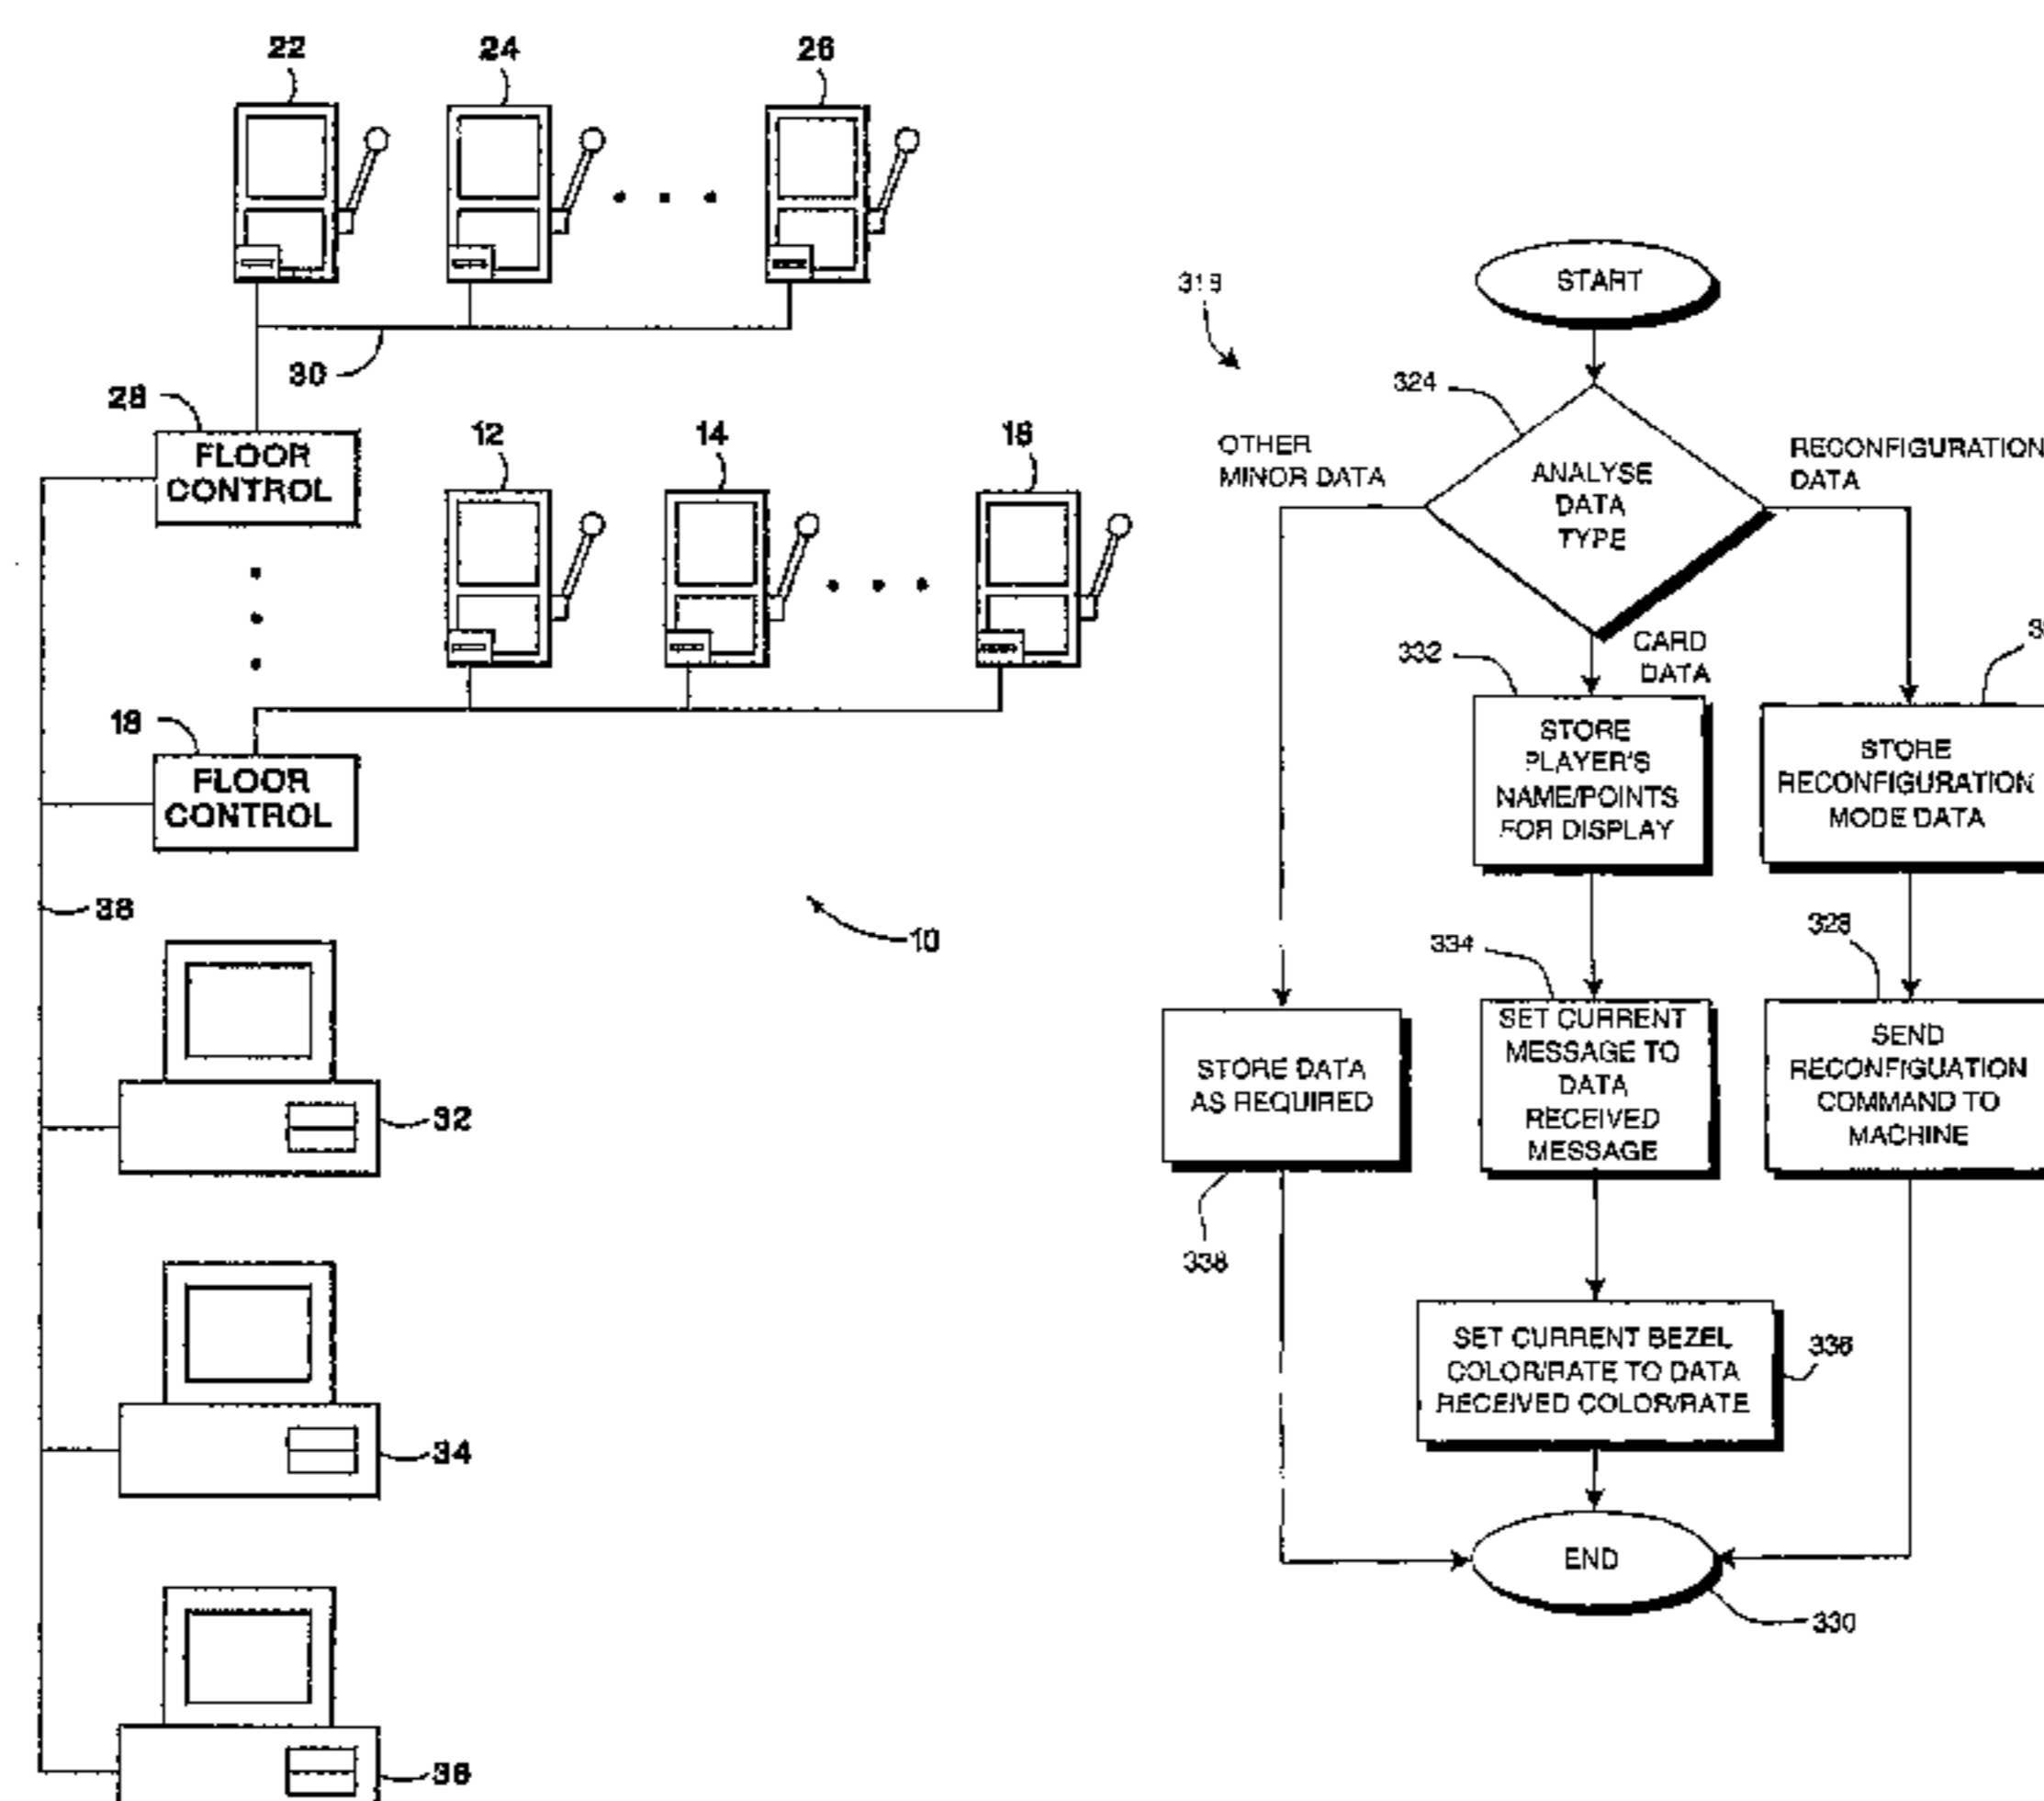 22
24
26
30
28
FLOOR
CONTROL
12
14
16
18
FLOOR
CONTROL
38
10
32
34
36
START
324
OTHER
MINOR DATA
ANALYSE
DATA
TYPE
RECONFIGURATION
DATA
CARD
DATA
332
STORE
PLAYER'S
NAME/POINTS
FOR DISPLAY
STORE
RECONFIGURATION
MODE DATA
334
328
SET CURRENT
MESSAGE TO
DATA
RECEIVED
MESSAGE
SEND
RECONFIGUATION
COMMAND TO
MACHINE
STORE DATA
AS REQUIRED
338
SET CURRENT BEZEL
COLOR/RATE TO DATA
RECEIVED COLOR/RATE
336
END
330